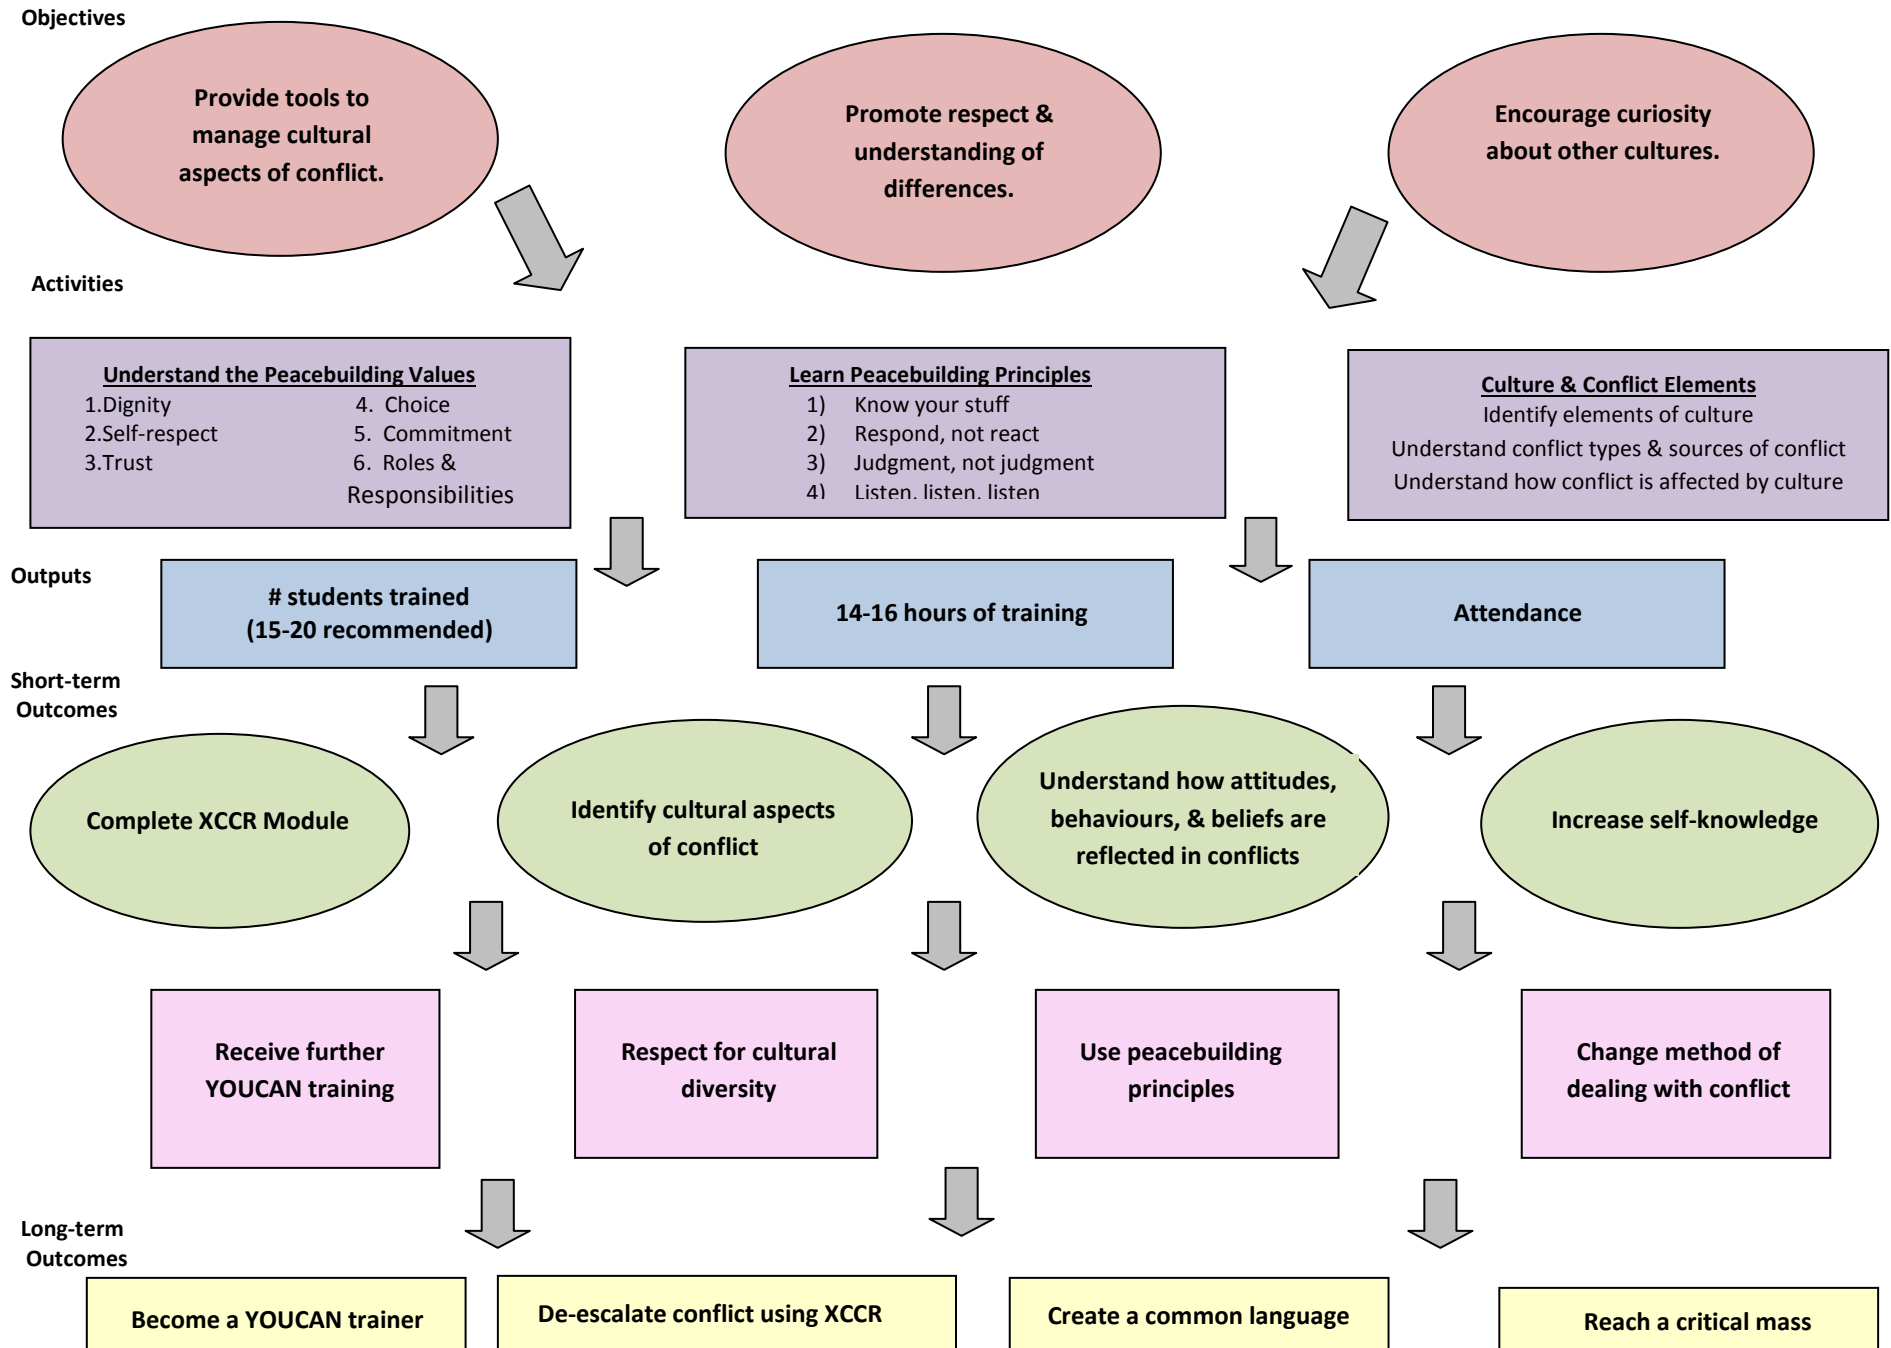 Objectives
Provide tools to
manage cultural
aspects of conflict.
Promote respect &
understanding of
differences.
Encourage curiosity
about other cultures.
Activities
Understand the Peacebuilding Values
1.Dignity
2.Self-respect
3.Trust
4. Choice
5. Commitment
6. Roles &
Responsibilities
Learn Peacebuilding Principles
1) Know your stuff
2) Respond, not react
3) Judgment, not judgment
4) Listen, listen, listen
Culture & Conflict Elements
Identify elements of culture
Understand conflict types & sources of conflict
Understand how conflict is affected by culture
Outputs
# students trained
(15-20 recommended)
14-16 hours of training
Attendance
Short-term
Outcomes
Complete XCCR Module
Identify cultural aspects
of conflict
Understand how attitudes,
behaviours, & beliefs are
reflected in conflicts
Increase self-knowledge
Receive further
YOUCAN training
Respect for cultural
diversity
Use peacebuilding
principles
Change method of
dealing with conflict
Long-term
Outcomes
Become a YOUCAN trainer
De-escalate conflict using XCCR
Create a common language
Reach a critical mass